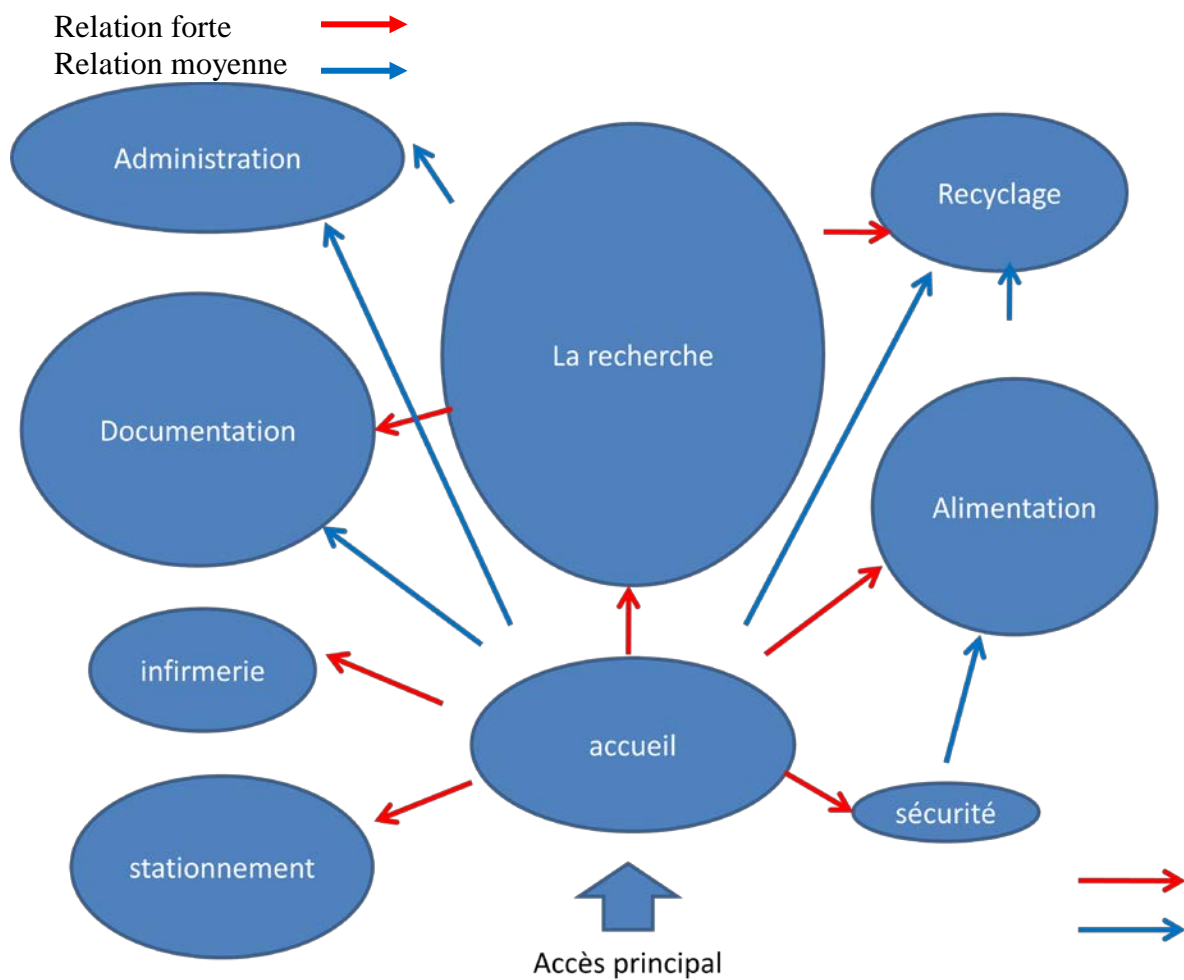 Relation forte
Relation moyenne
Administration
Recyclage
La recherche
Documentation
Alimentation
infirmerie
accueil
sécurité
stationnement
Accès principal